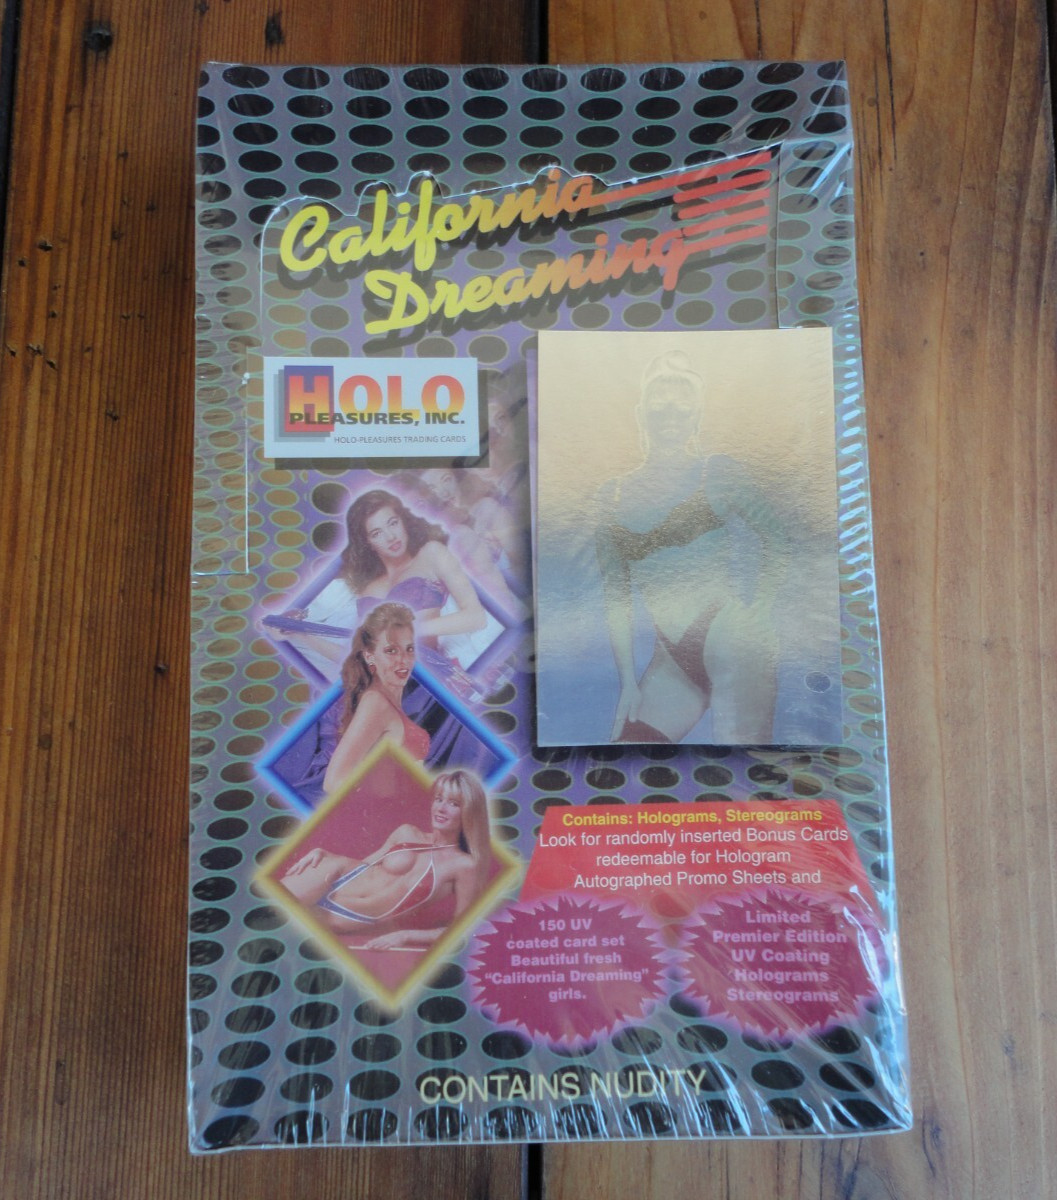 California
Dreaming
HOLO
PLEASURES, INC.
HOLO-PLEASURES TRADING CARDS
Contains: Holograms, Stereograms
Look for randomly inserted Bonus Cards
redeemable for Hologram
Autographed Promo Sheets and
150 UV
coated card set
Beautiful fresh
“California Dreaming”
girls.
Limited
Premier Edition
UV Coating
Holograms
Stereograms
CONTAINS NUDITY